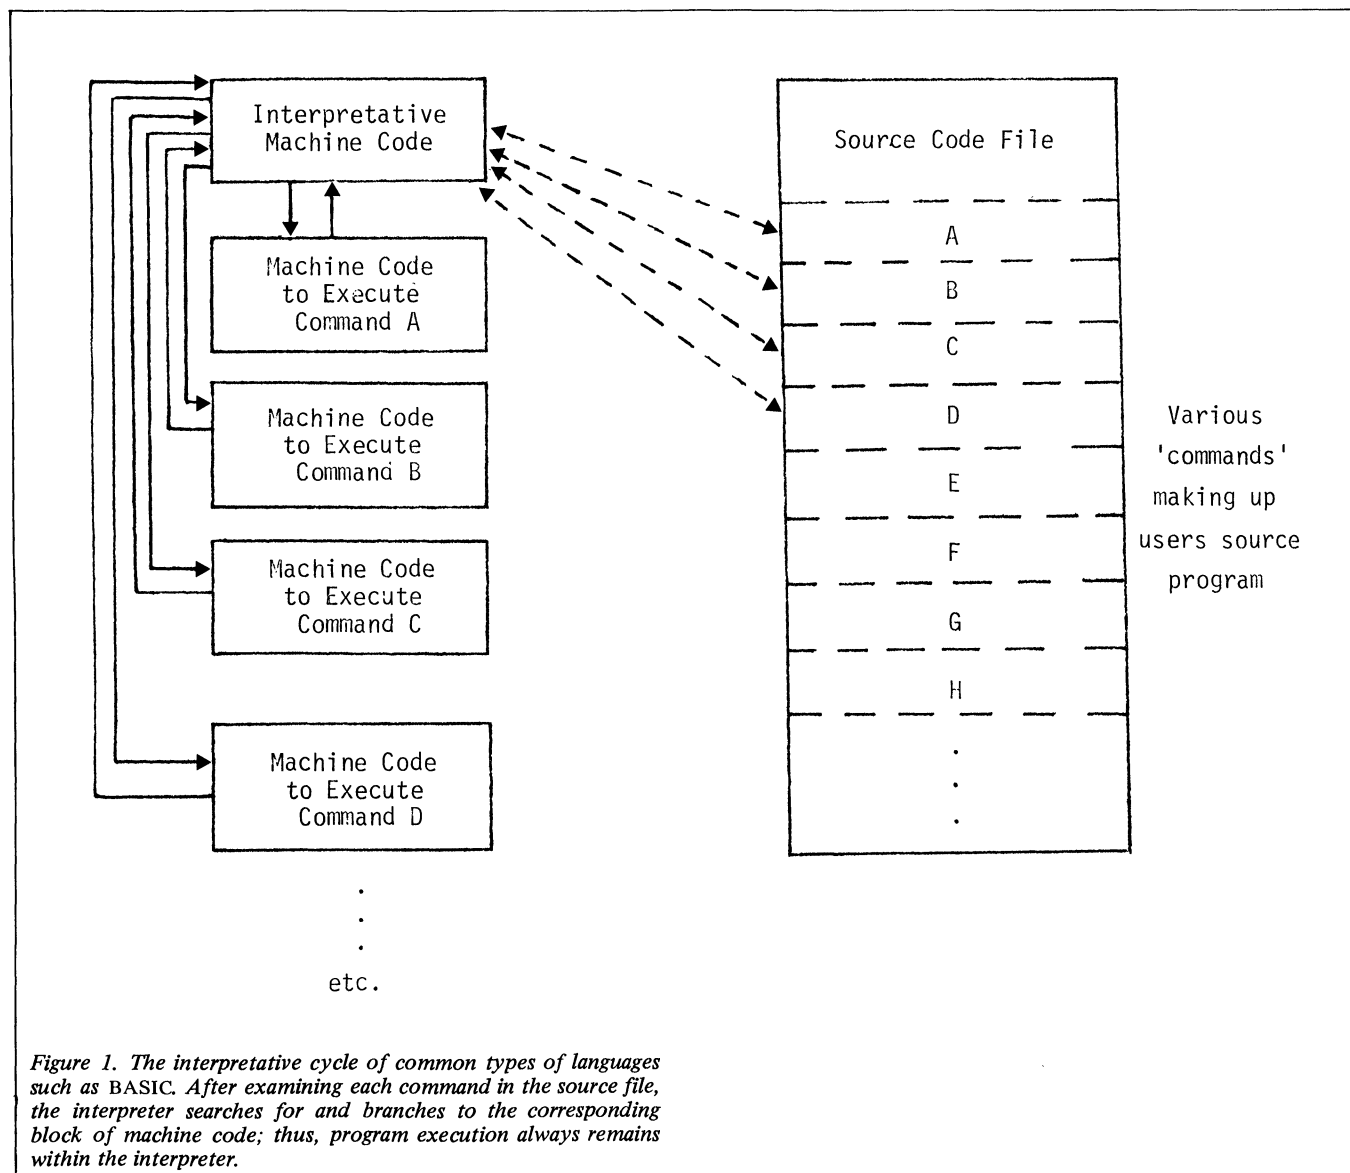 Interpretative
Machine Code
Machine Code
to Execute
Command A
Machine Code
to Execute
Command B
Machine Code
to Execute
Command C
Machine Code
to Execute
Command D
.
.
.
etc.
Source Code File
A
B
C
D
E
F
G
H
.
.
.
Various
'commands'
making up
users source
program
Figure 1. The interpretative cycle of common types of languages
such as BASIC. After examining each command in the source file,
the interpreter searches for and branches to the corresponding
block of machine code; thus, program execution always remains
within the interpreter.